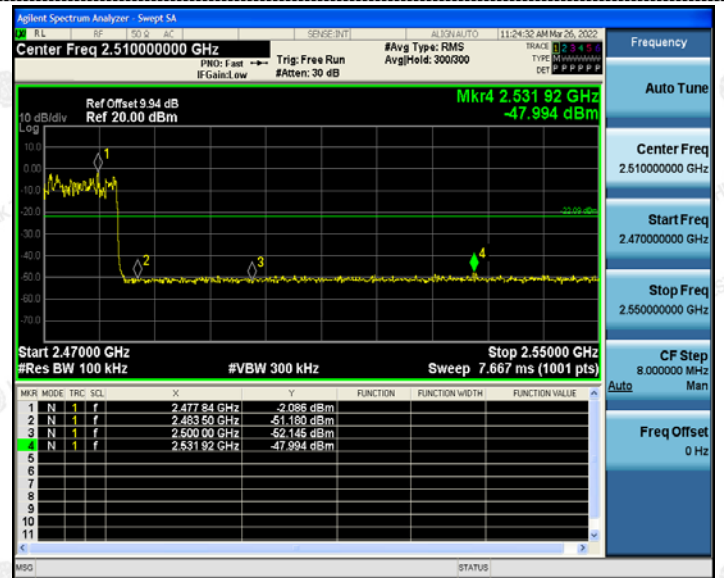 Agilent Spectrum Analyzer - Swept SA
RL RF 50 Ω AC SENSE:INT ALIGN AUTO 11:24:32 AM Mar 26, 2022
Center Freq 2.510000000 GHz
PNO: Fast
IFGain:Low
Trig: Free Run
#Atten: 30 dB
#Avg Type: RMS
Avg|Hold: 300/300
TRACE 1 2 3 4 5 6
TYPE M
DET P P P P P P
Ref Offset 9.94 dB
10 dB/div Ref 20.00 dBm
Log
Mkr4 2.531 92 GHz
-47.994 dBm
10.0
0.00
-10.0
-20.0
-30.0
-40.0
-50.0
-60.0
-70.0
1
2
3
4
-22.09 dBm
Start 2.47000 GHz Stop 2.55000 GHz
#Res BW 100 kHz #VBW 300 kHz Sweep 7.667 ms (1001 pts)
MKR MODE TRC SCL X Y FUNCTION FUNCTION WIDTH FUNCTION VALUE
1 N 1 f 2.477 84 GHz -2.086 dBm
2 N 1 f 2.483 50 GHz -51.180 dBm
3 N 1 f 2.500 00 GHz -52.145 dBm
4 N 1 f 2.531 92 GHz -47.994 dBm
5
6
7
8
9
10
11
MSG STATUS
Frequency
Auto Tune
Center Freq
2.510000000 GHz
Start Freq
2.470000000 GHz
Stop Freq
2.550000000 GHz
CF Step
8.000000 MHz
Auto Man
Freq Offset
0 Hz